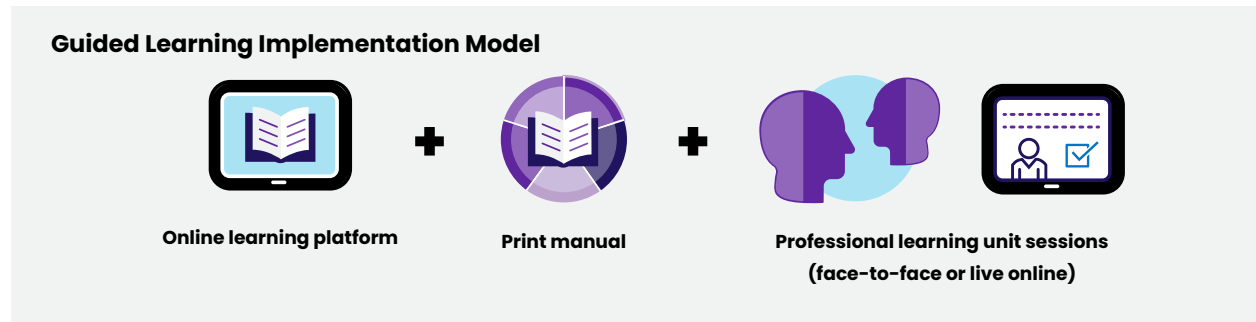 Guided Learning Implementation Model
Online learning platform
Print manual
Professional learning unit sessions
(face-to-face or live online)